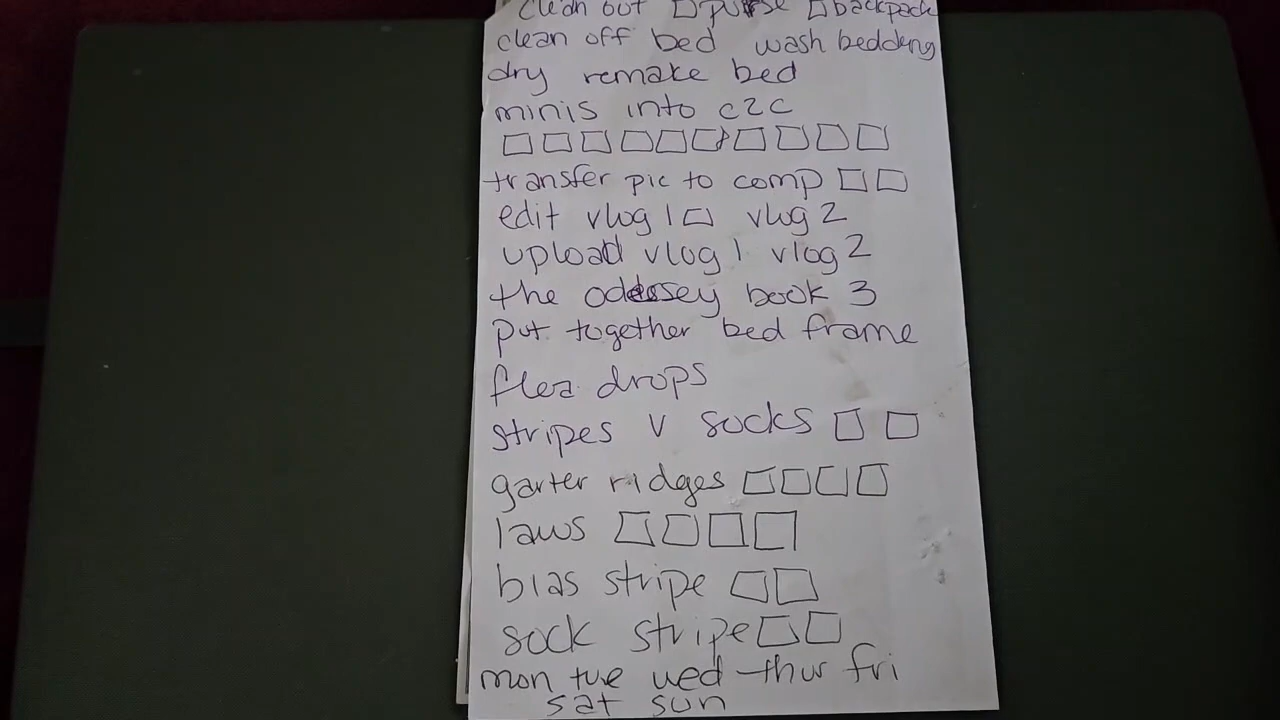 clean out □ purse □ backpack
clean off bed wash bedding
dry remake bed
minis into c2c
□ □ □ □ □ □ □ □ □ □
transfer pic to comp □ □
edit vlog 1 □ vlog 2
upload vlog 1 vlog 2
the odessey book 3
put together bed frame
flea drops
stripes v socks □ □
garter ridges □ □ □ □
laws □ □ □ □
bias stripe □ □
sock stripe □ □
mon tue wed thur fri
sat sun